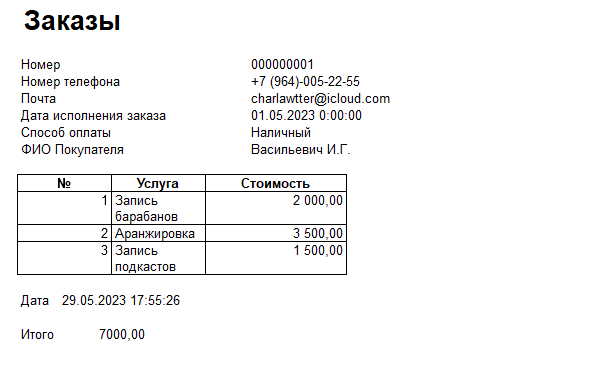 Заказы
Номер 000000001
Номер телефона +7 (964)-005-22-55
Почта charlawtter@icloud.com
Дата исполнения заказа 01.05.2023 0:00:00
Способ оплаты Наличный
ФИО Покупателя Васильевич И.Г.
№ Услуга Стоимость
1 Запись 2 000,00
барабанов
2 Аранжировка 3 500,00
3 Запись 1 500,00
подкастов
Дата 29.05.2023 17:55:26
Итого 7000,00